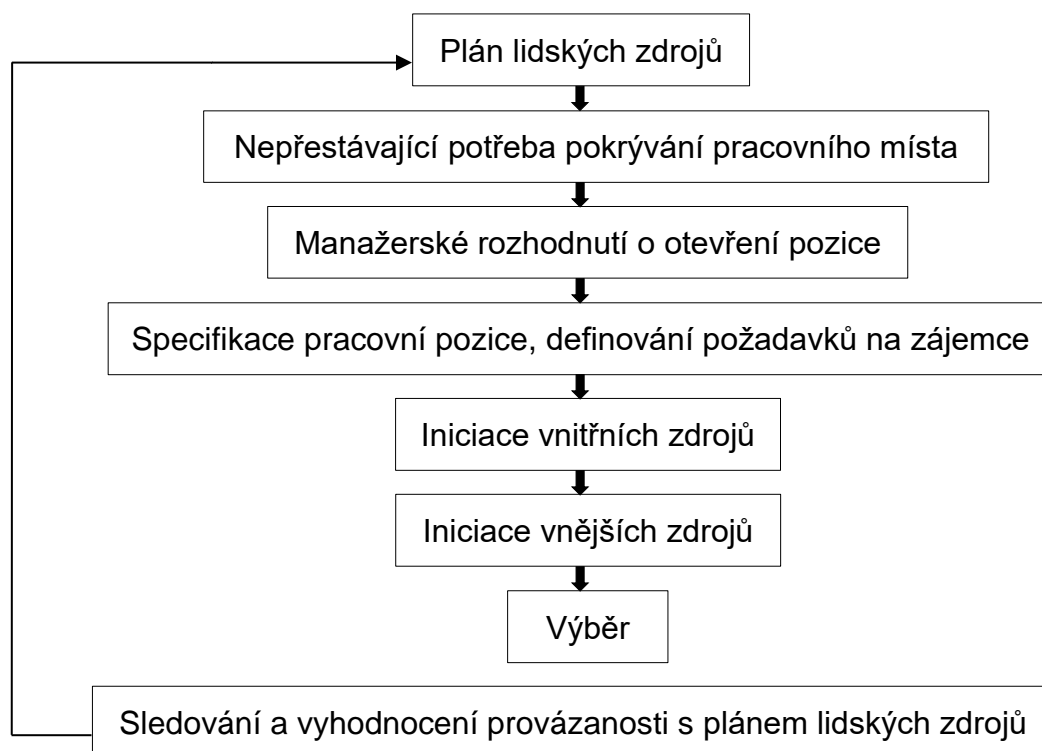 Plán lidských zdrojů
Nepřestávající potřeba pokrývání pracovního místa
Manažerské rozhodnutí o otevření pozice
Specifikace pracovní pozice, definování požadavků na zájemce
Iniciace vnitřních zdrojů
Iniciace vnějších zdrojů
Výběr
Sledování a vyhodnocení provázanosti s plánem lidských zdrojů